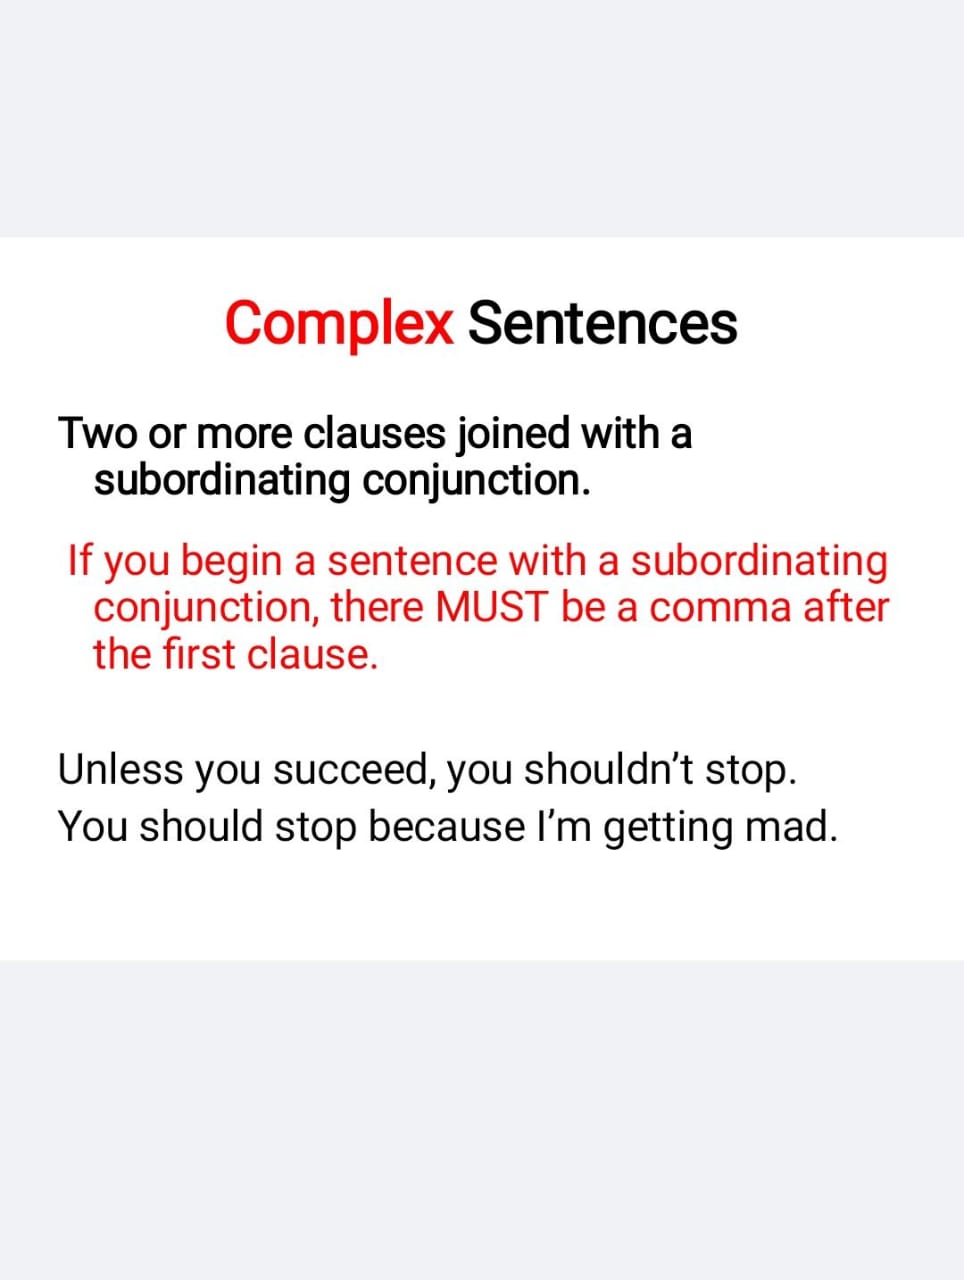 Complex Sentences
Two or more clauses joined with a
subordinating conjunction.
If you begin a sentence with a subordinating
conjunction, there MUST be a comma after
the first clause.
Unless you succeed, you shouldn’t stop.
You should stop because I’m getting mad.